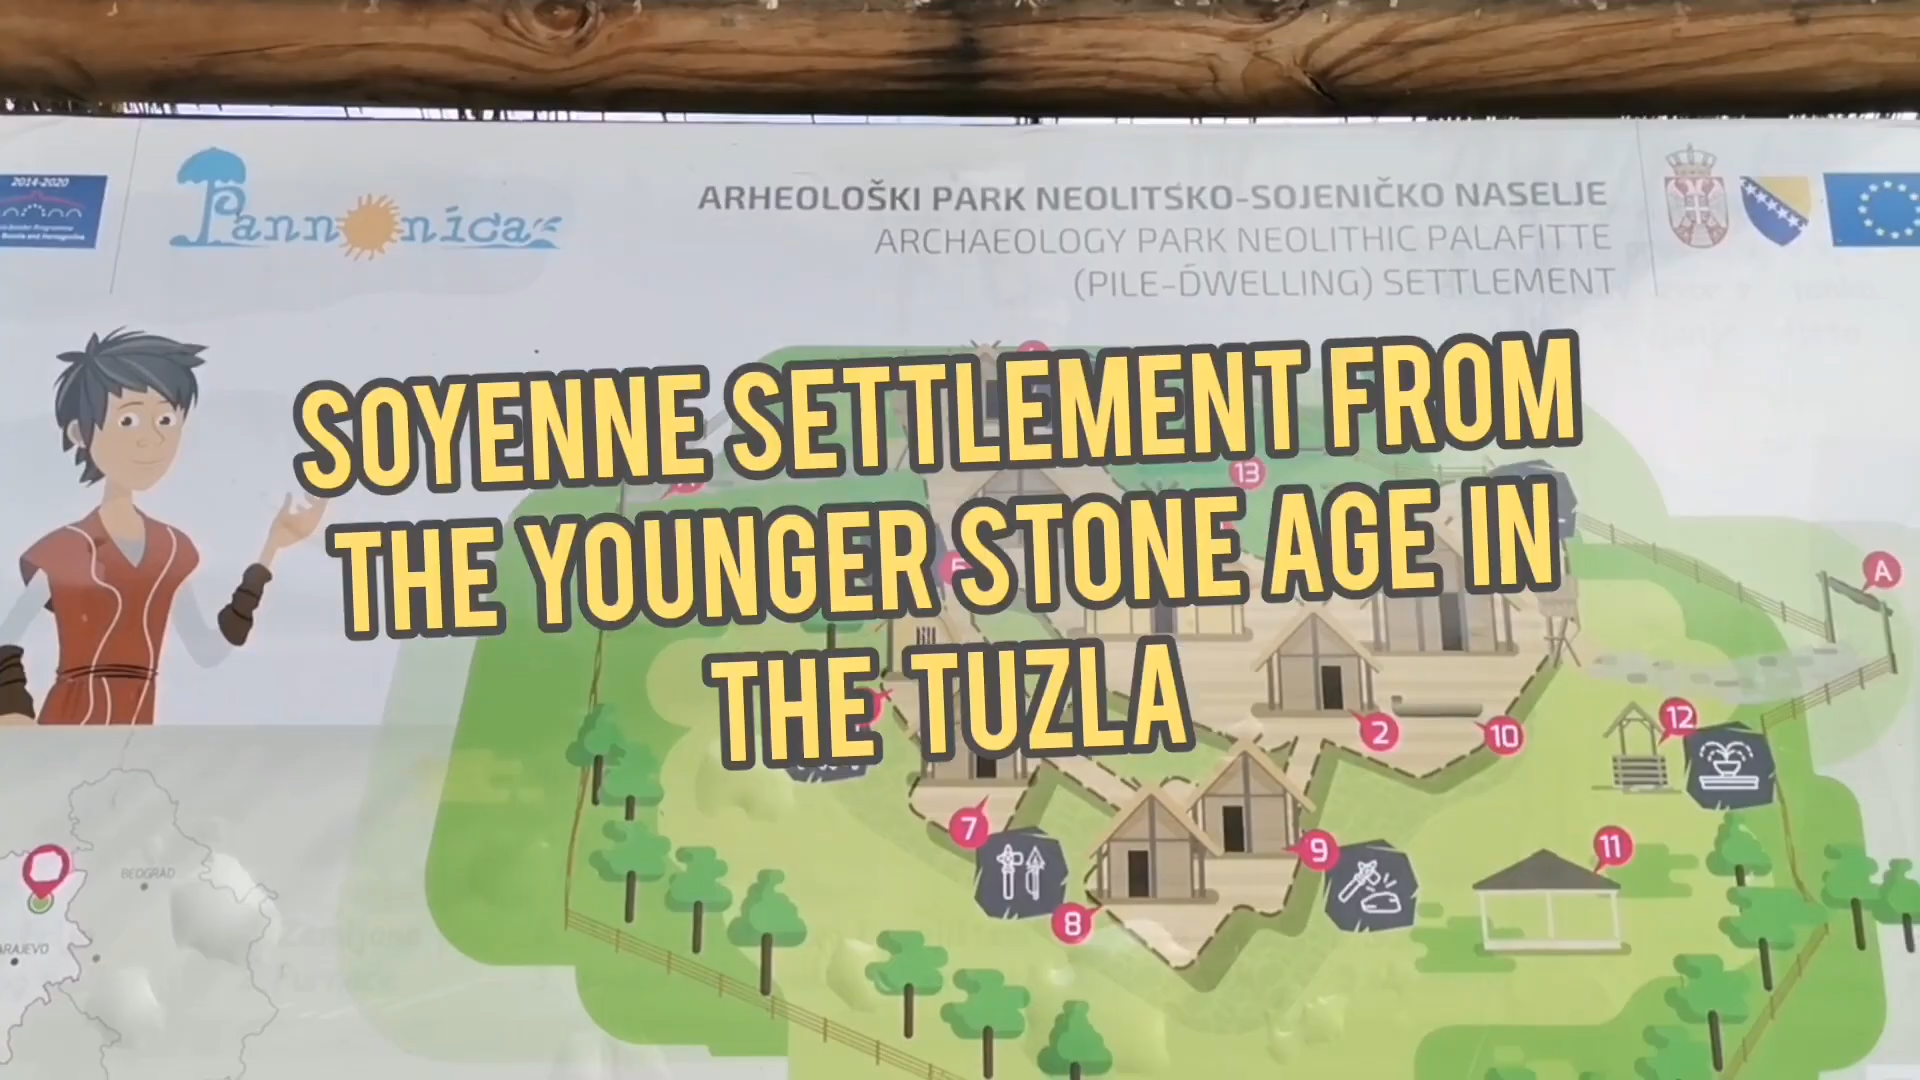 2014-2020
Pannonica
ARHEOLOŠKI PARK NEOLITSKO-SOJENIČKO NASELJE
ARCHAEOLOGY PARK NEOLITHIC PALAFITTE
(PILE-DWELLING) SETTLEMENT
SOYENNE SETTLEMENT FROM
THE YOUNGER STONE AGE IN
THE TUZLA
13
A
2
10
12
7
9
11
8
BEOGRAD